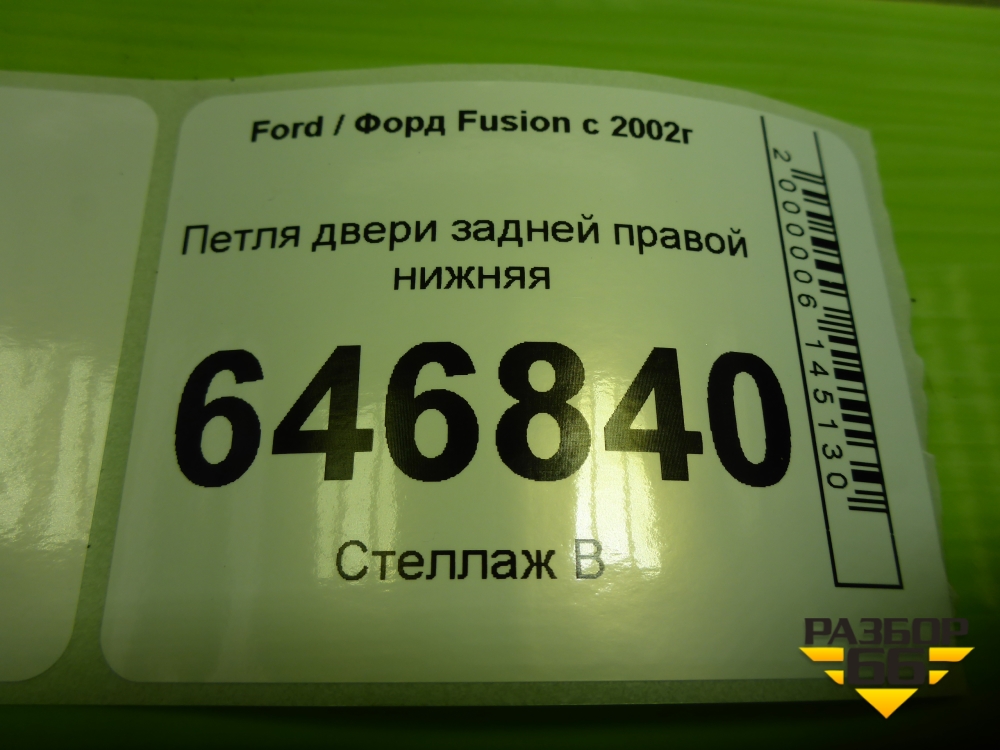 Ford / Форд Fusion с 2002г
Петля двери задней правой
нижняя
646840
Стеллаж В
2000006145130
РАЗБОР
66